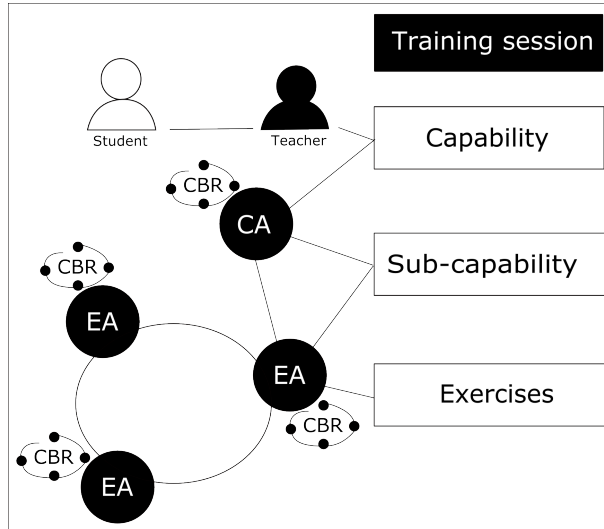 Training session
Student
Teacher
Capability
CBR
CA
CBR
Sub-capability
EA
EA
Exercises
CBR
CBR
EA